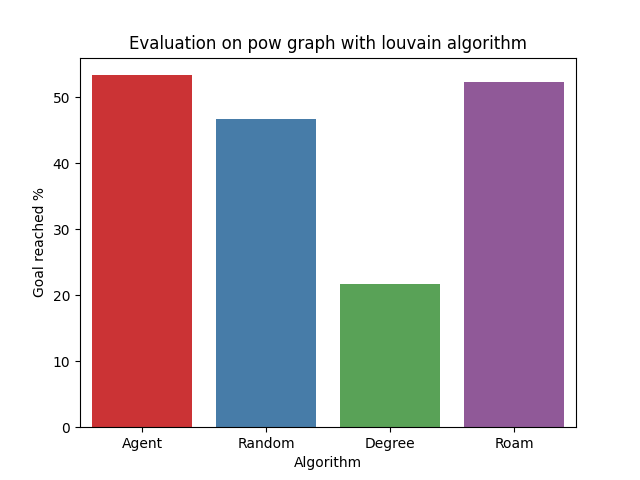 Evaluation on pow graph with louvain algorithm
Goal reached %
50
40
30
20
10
0
Agent Random Degree Roam
Algorithm